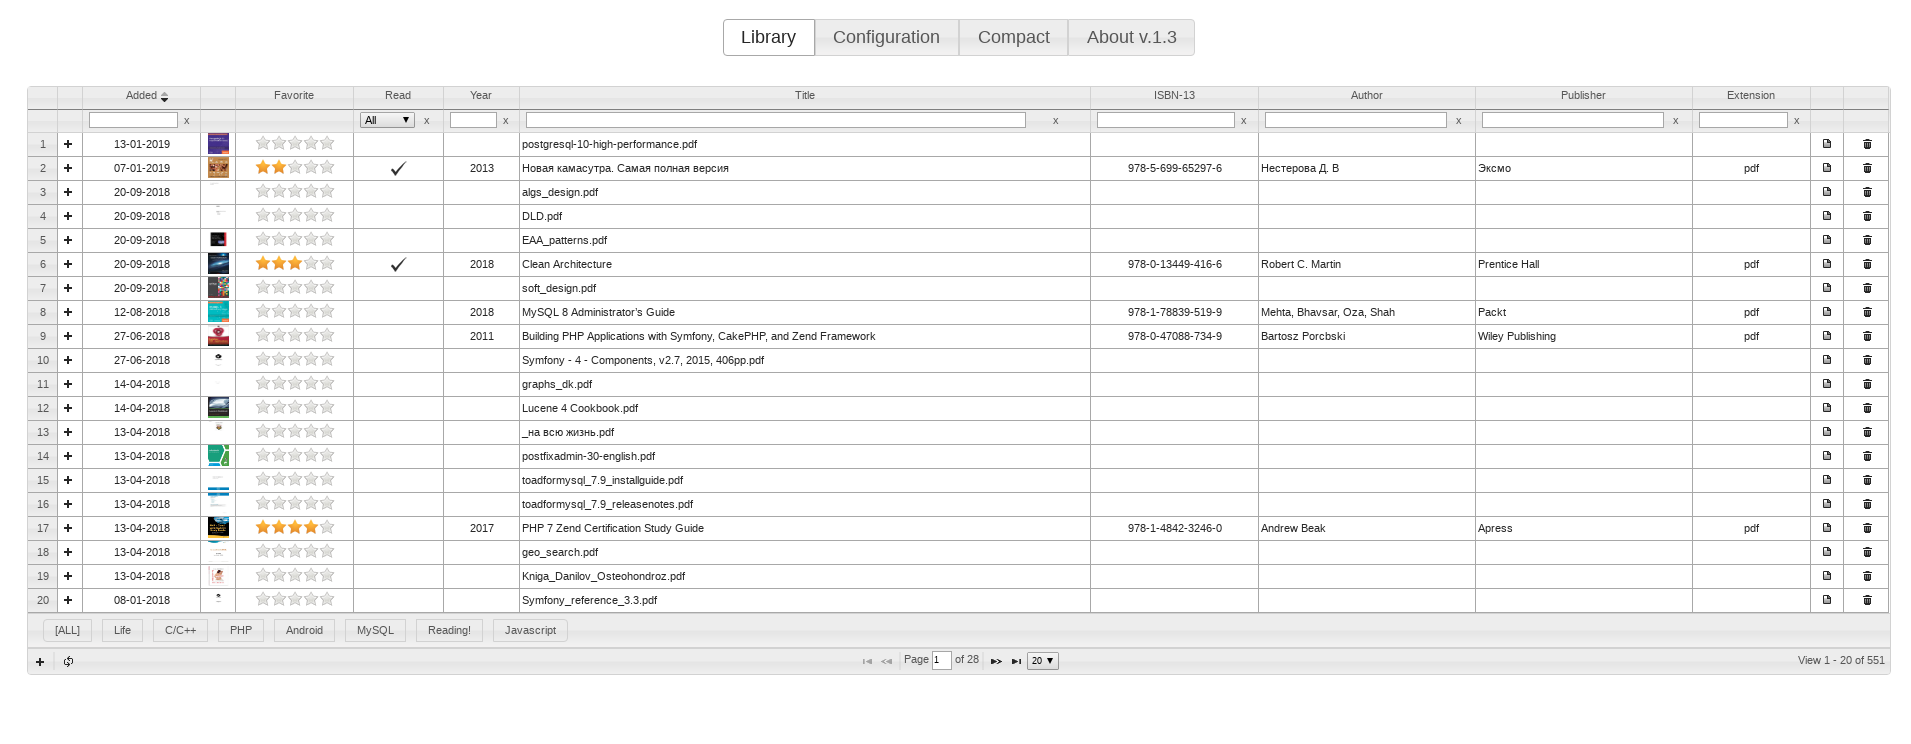 Library Configuration Compact About v.1.3
Added Favorite Read Year Title ISBN-13 Author Publisher Extension
x All x x x x x x x
1 13-01-2019 postgresql-10-high-performance.pdf
2 07-01-2019 2013 Новая камасутра. Самая полная версия 978-5-699-65297-6 Нестерова Д. В Эксмо pdf
3 20-09-2018 algs_design.pdf
4 20-09-2018 DLD.pdf
5 20-09-2018 EAA_patterns.pdf
6 20-09-2018 2018 Clean Architecture 978-0-13449-416-6 Robert C. Martin Prentice Hall pdf
7 20-09-2018 soft_design.pdf
8 12-08-2018 2018 MySQL 8 Administrator's Guide 978-1-78839-519-9 Mehta, Bhavsar, Oza, Shah Packt pdf
9 27-06-2018 2011 Building PHP Applications with Symfony, CakePHP, and Zend Framework 978-0-47088-734-9 Bartosz Porcbski Wiley Publishing pdf
10 27-06-2018 Symfony - 4 - Components, v2.7, 2015, 406pp.pdf
11 14-04-2018 graphs_dk.pdf
12 14-04-2018 Lucene 4 Cookbook.pdf
13 13-04-2018 _на всю жизнь.pdf
14 13-04-2018 postfixadmin-30-english.pdf
15 13-04-2018 toadformysql_7.9_installguide.pdf
16 13-04-2018 toadformysql_7.9_releasenotes.pdf
17 13-04-2018 2017 PHP 7 Zend Certification Study Guide 978-1-4842-3246-0 Andrew Beak Apress pdf
18 13-04-2018 geo_search.pdf
19 13-04-2018 Kniga_Danilov_Osteohondroz.pdf
20 08-01-2018 Symfony_reference_3.3.pdf
[ALL] Life C/C++ PHP Android MySQL Reading! Javascript
Page 1 of 28 20 View 1 - 20 of 551